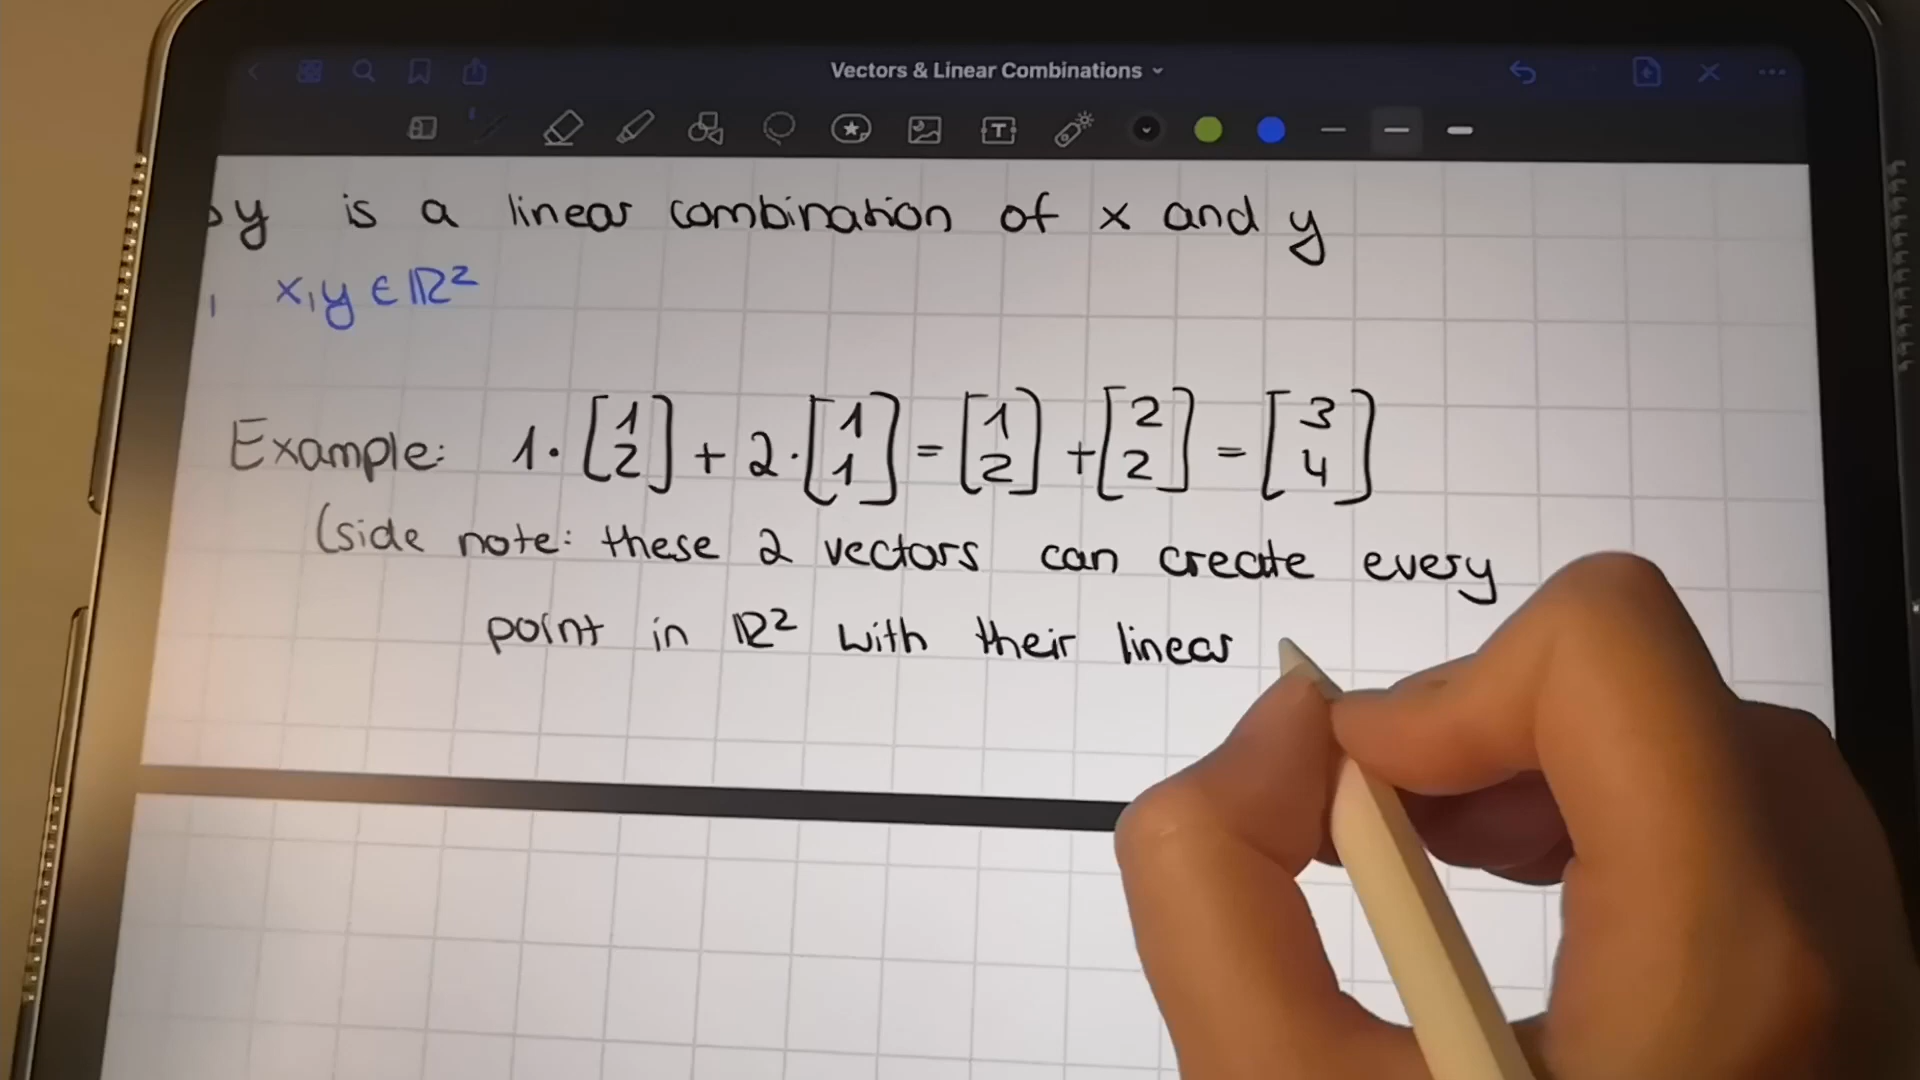 Vectors & Linear Combinations
y is a linear combination of x and y
x,y ∈ ℝ²
Example: 1·[1 2] + 2·[1 1] = [1 2] + [2 2] = [3 4]
(side note: these 2 vectors can create every
point in ℝ² with their linear